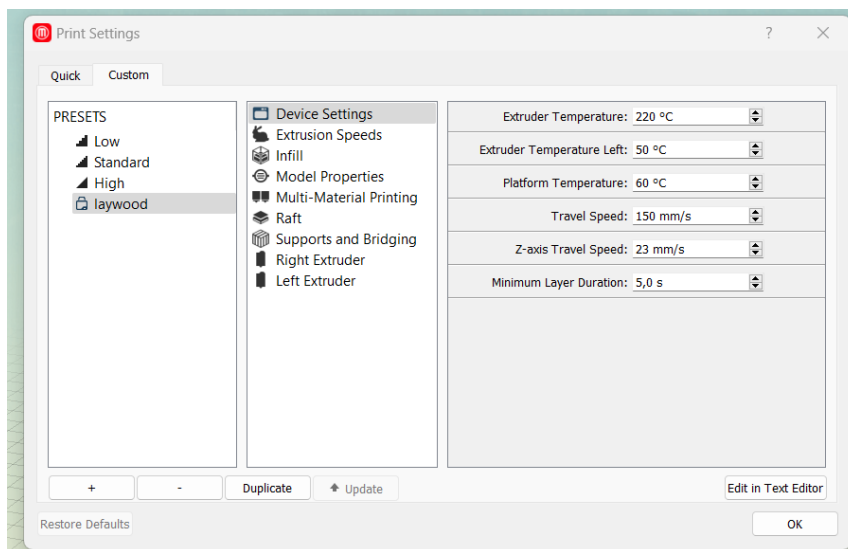 Print Settings
?
Quick
Custom
PRESETS
Low
Standard
High
laywood
Device Settings
Extrusion Speeds
Infill
Model Properties
Multi-Material Printing
Raft
Supports and Bridging
Right Extruder
Left Extruder
Extruder Temperature: 220 ºC
Extruder Temperature Left: 50 ºC
Platform Temperature: 60 ºC
Travel Speed: 150 mm/s
Z-axis Travel Speed: 23 mm/s
Minimum Layer Duration: 5,0 s
+
-
Duplicate
Update
Edit in Text Editor
Restore Defaults
OK